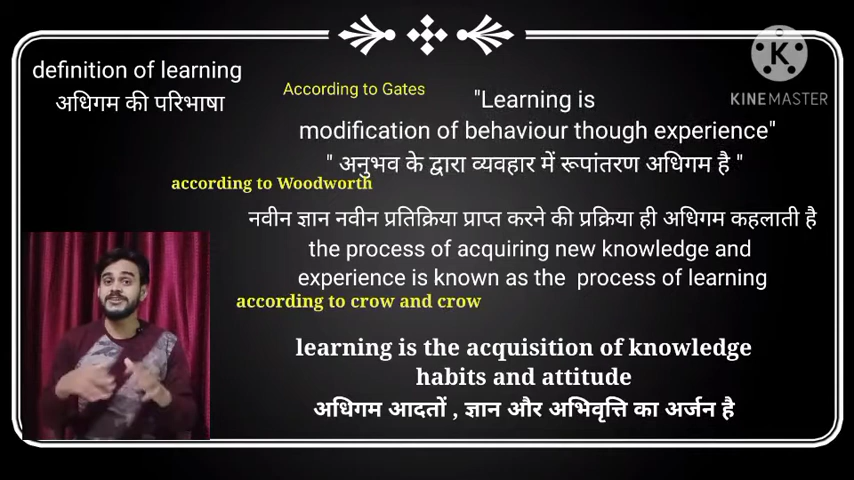 definition of learning
अधिगम की परिभाषा
According to Gates
"Learning is
modification of behaviour though experience"
" अनुभव के द्वारा व्यवहार में रूपांतरण अधिगम है "
according to Woodworth
नवीन ज्ञान नवीन प्रतिक्रिया प्राप्त करने की प्रक्रिया ही अधिगम कहलाती है
the process of acquiring new knowledge and
experience is known as the process of learning
according to crow and crow
learning is the acquisition of knowledge
habits and attitude
अधिगम आदतों , ज्ञान और अभिवृत्ति का अर्जन है
K
KINEMASTER